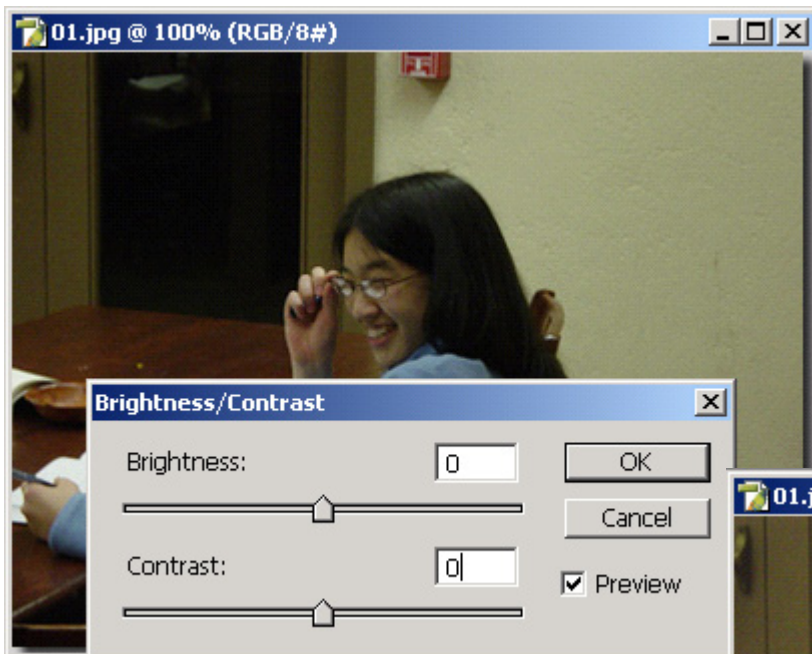 01.jpg @ 100% (RGB/8#)
Brightness/Contrast
Brightness: 0
OK
Cancel
Contrast: 0
Preview
01.j